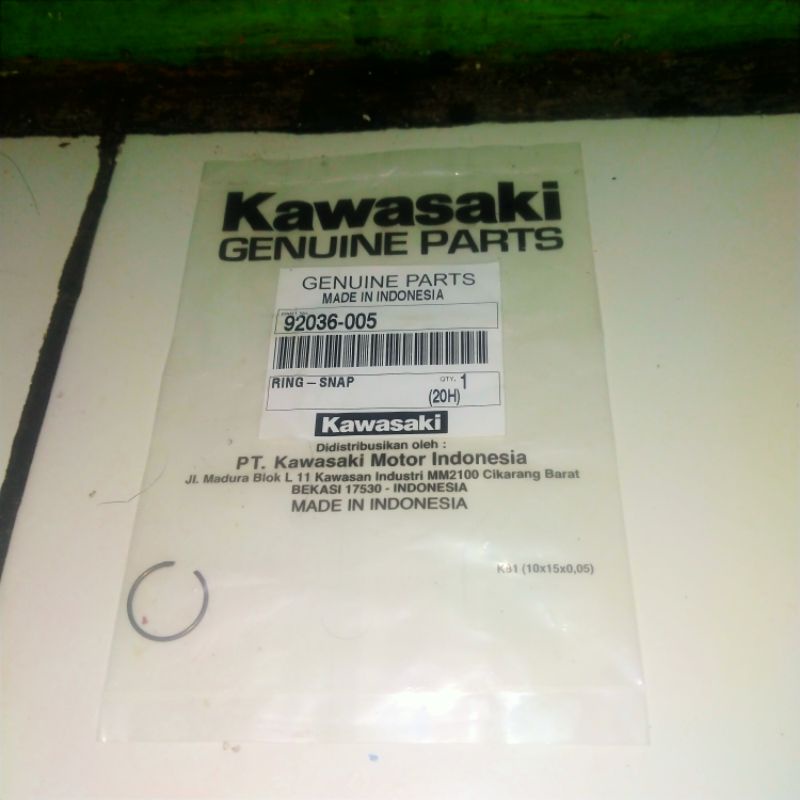 Kawasaki
GENUINE PARTS
GENUINE PARTS
MADE IN INDONESIA
92036-005
RING – SNAP
QTY. 1
(20H)
Kawasaki
Didistribusikan oleh :
PT. Kawasaki Motor Indonesia
Jl. Madura Blok L 11 Kawasan Industri MM2100 Cikarang Barat
BEKASI 17530 - INDONESIA
MADE IN INDONESIA
(10x15x0,05)